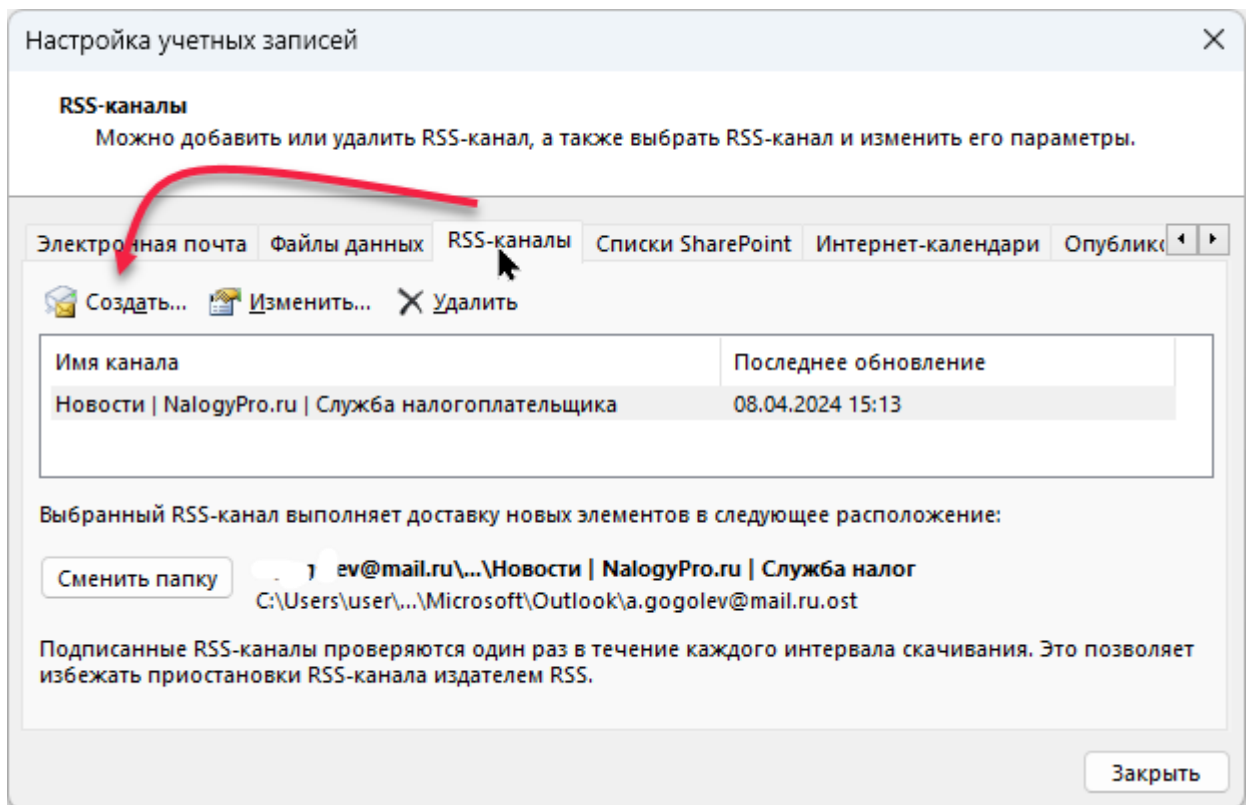 Настройка учетных записей
RSS-каналы
Можно добавить или удалить RSS-канал, а также выбрать RSS-канал и изменить его параметры.
Электронная почта Файлы данных RSS-каналы Списки SharePoint Интернет-календари Опублико
Создать... Изменить... Удалить
Имя канала Последнее обновление
Новости | NalogyPro.ru | Служба налогоплательщика 08.04.2024 15:13
Выбранный RSS-канал выполняет доставку новых элементов в следующее расположение:
Сменить папку ev@mail.ru\...\Новости | NalogyPro.ru | Служба налог
C:\Users\user\...\Microsoft\Outlook\a.gogolev@mail.ru.ost
Подписанные RSS-каналы проверяются один раз в течение каждого интервала скачивания. Это позволяет
избежать приостановки RSS-канала издателем RSS.
Закрыть